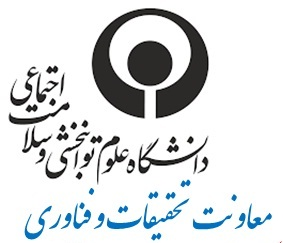 دانشگاه علوم توانبخشی و سلامت اجتماعی
معاونت تحقیقات و فناوری